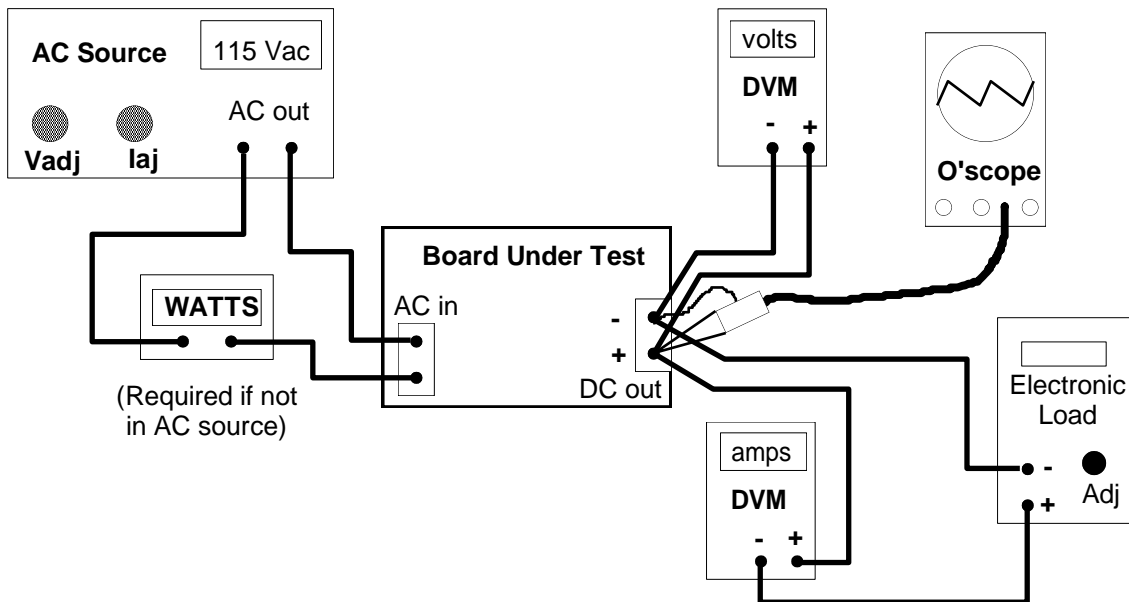 AC Source
115 Vac
AC out
Vadj
Iaj
volts
DVM
- +
O'scope
Board Under Test
WATTS
AC in
-
+
DC out
(Required if not
in AC source)
Electronic
Load
-
+
Adj
amps
DVM
- +